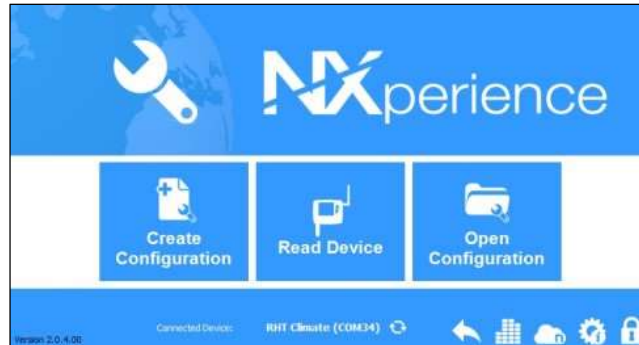 NXperience
Create
Configuration
Read Device
Open
Configuration
Version 2.0.4.00
Connected Device:
RHT Climate (COM34)